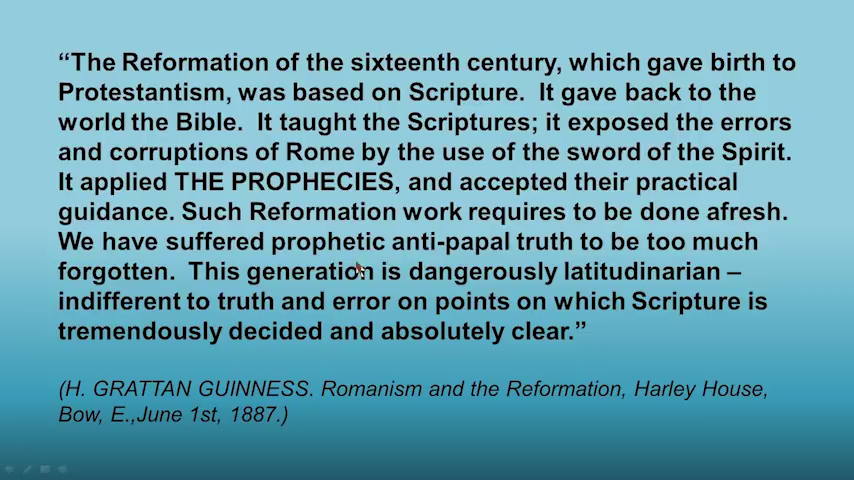 “The Reformation of the sixteenth century, which gave birth to
Protestantism, was based on Scripture.  It gave back to the
world the Bible.  It taught the Scriptures; it exposed the errors
and corruptions of Rome by the use of the sword of the Spirit.
It applied THE PROPHECIES, and accepted their practical
guidance. Such Reformation work requires to be done afresh.
We have suffered prophetic anti-papal truth to be too much
forgotten.  This generation is dangerously latitudinarian –
indifferent to truth and error on points on which Scripture is
tremendously decided and absolutely clear.”
(H. GRATTAN GUINNESS. Romanism and the Reformation, Harley House,
Bow, E.,June 1st, 1887.)